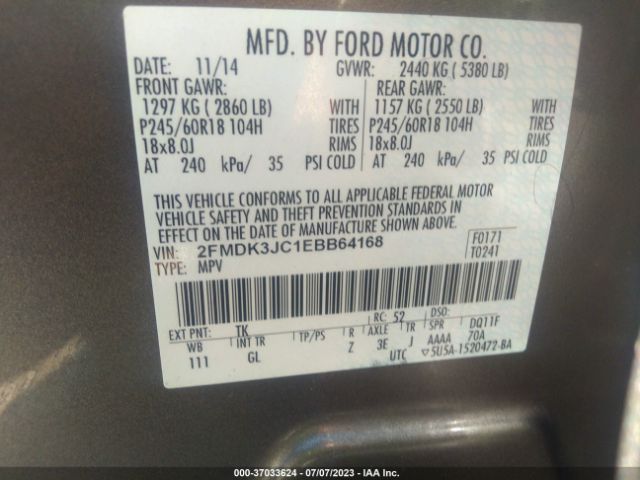 MFD. BY FORD MOTOR CO.
DATE: 11/14 GVWR: 2440 KG ( 5380 LB)
FRONT GAWR: REAR GAWR:
1297 KG ( 2860 LB) WITH 1157 KG ( 2550 LB) WITH
P245/60R18 104H TIRES P245/60R18 104H TIRES
18x8.0J RIMS 18x8.0J RIMS
AT 240 kPa/ 35 PSI COLD AT 240 kPa/ 35 PSI COLD
THIS VEHICLE CONFORMS TO ALL APPLICABLE FEDERAL MOTOR
VEHICLE SAFETY AND THEFT PREVENTION STANDARDS IN
EFFECT ON THE DATE OF MANUFACTURE SHOWN ABOVE.
VIN: 2FMDK3JC1EBB64168 F0171
TYPE: MPV T0241
EXT PNT: TK RC: 52 DSO:
WB INT TR TP/PS R AXLE TR SPR DQ11F
111 GL Z 3E J AAAA 70A
UTC ▽5U5A-1520472-BA
000-37033624 - 07/07/2023 - IAA Inc.